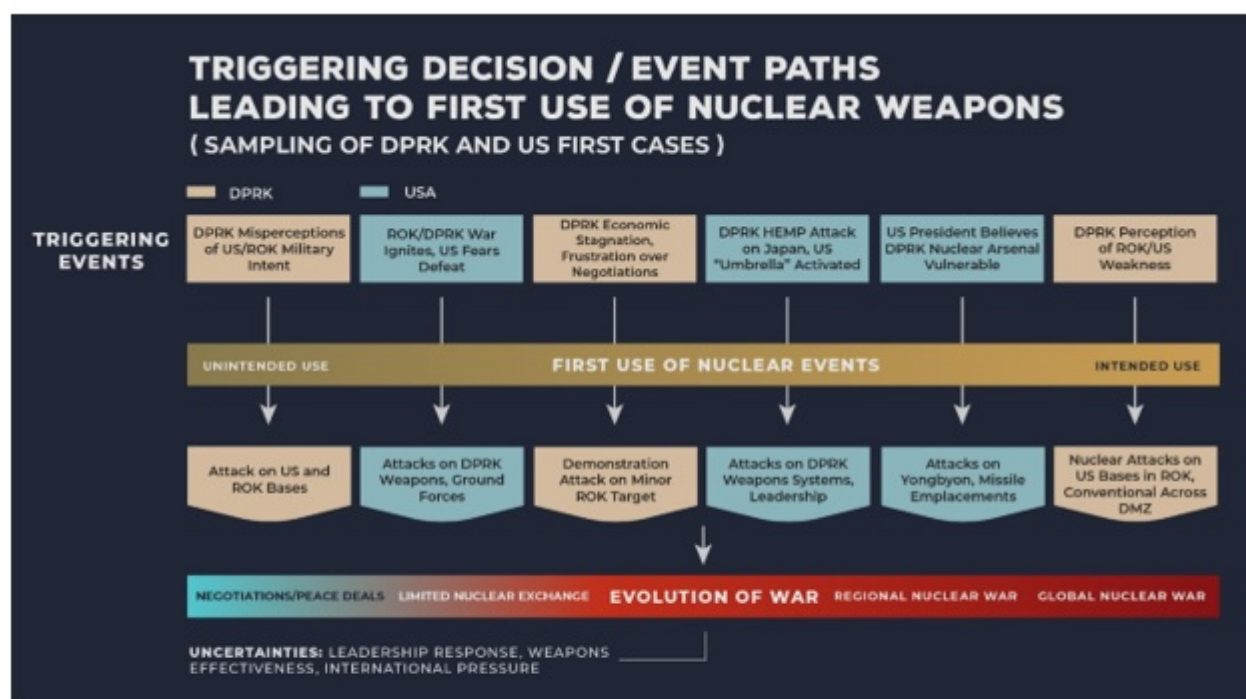 TRIGGERING DECISION / EVENT PATHS
LEADING TO FIRST USE OF NUCLEAR WEAPONS
( SAMPLING OF DPRK AND US FIRST CASES )
DPRK
USA
TRIGGERING
EVENTS
DPRK Misperceptions
of US/ROK Military
Intent
ROK/DPRK War
Ignites, US Fears
Defeat
DPRK Economic
Stagnation,
Frustration over
Negotiations
DPRK HEMP Attack
on Japan, US
"Umbrella" Activated
US President Believes
DPRK Nuclear Arsenal
Vulnerable
DPRK Perception
of ROK/US
Weakness
UNINTENDED USE
FIRST USE OF NUCLEAR EVENTS
INTENDED USE
Attack on US and
ROK Bases
Attacks on DPRK
Weapons, Ground
Forces
Demonstration
Attack on Minor
ROK Target
Attacks on DPRK
Weapons Systems,
Leadership
Attacks on
Yongbyon, Missile
Emplacements
Nuclear Attacks on
US Bases in ROK,
Conventional Across
DMZ
NEGOTIATIONS/PEACE DEALS
LIMITED NUCLEAR EXCHANGE
EVOLUTION OF WAR
REGIONAL NUCLEAR WAR
GLOBAL NUCLEAR WAR
UNCERTAINTIES: LEADERSHIP RESPONSE, WEAPONS
EFFECTIVENESS, INTERNATIONAL PRESSURE